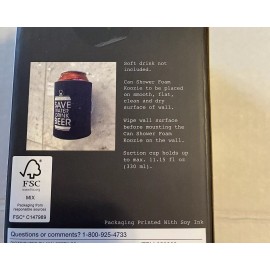 Soft drink not
included.
Can Shower Foam
Koozie to be placed
on smooth, flat,
clean and dry
surface of wall.
Wipe wall surface
before mounting the
Can Shower Foam
Koozie on the wall.
Suction cup holds up
to max. 11.15 fl oz
(330 ml).
SAVE
WATER
DRINK
BEER
FSC
www.fsc.org
MIX
Packaging from
responsible sources
FSC® C147989
Packaging Printed With Soy Ink
Questions or comments? 1-800-925-4733